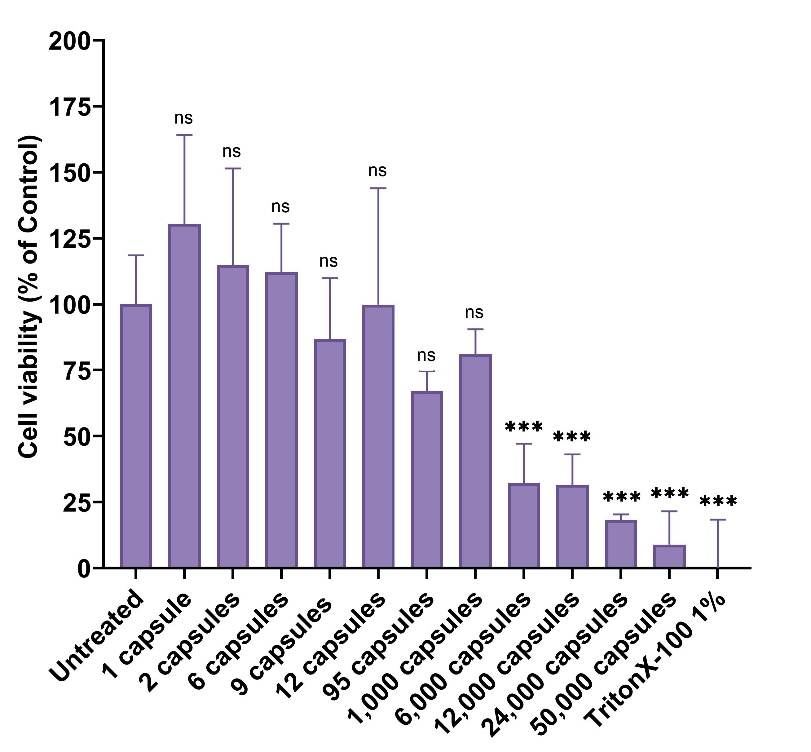 200
175
150
125
100
75
50
25
0
Cell viability (% of Control)
ns
ns
ns
ns
ns
ns
ns
***
***
***
***
***
Untreated
1 capsule
2 capsules
6 capsules
9 capsules
12 capsules
95 capsules
1,000 capsules
6,000 capsules
12,000 capsules
24,000 capsules
50,000 capsules
TritonX-100 1%